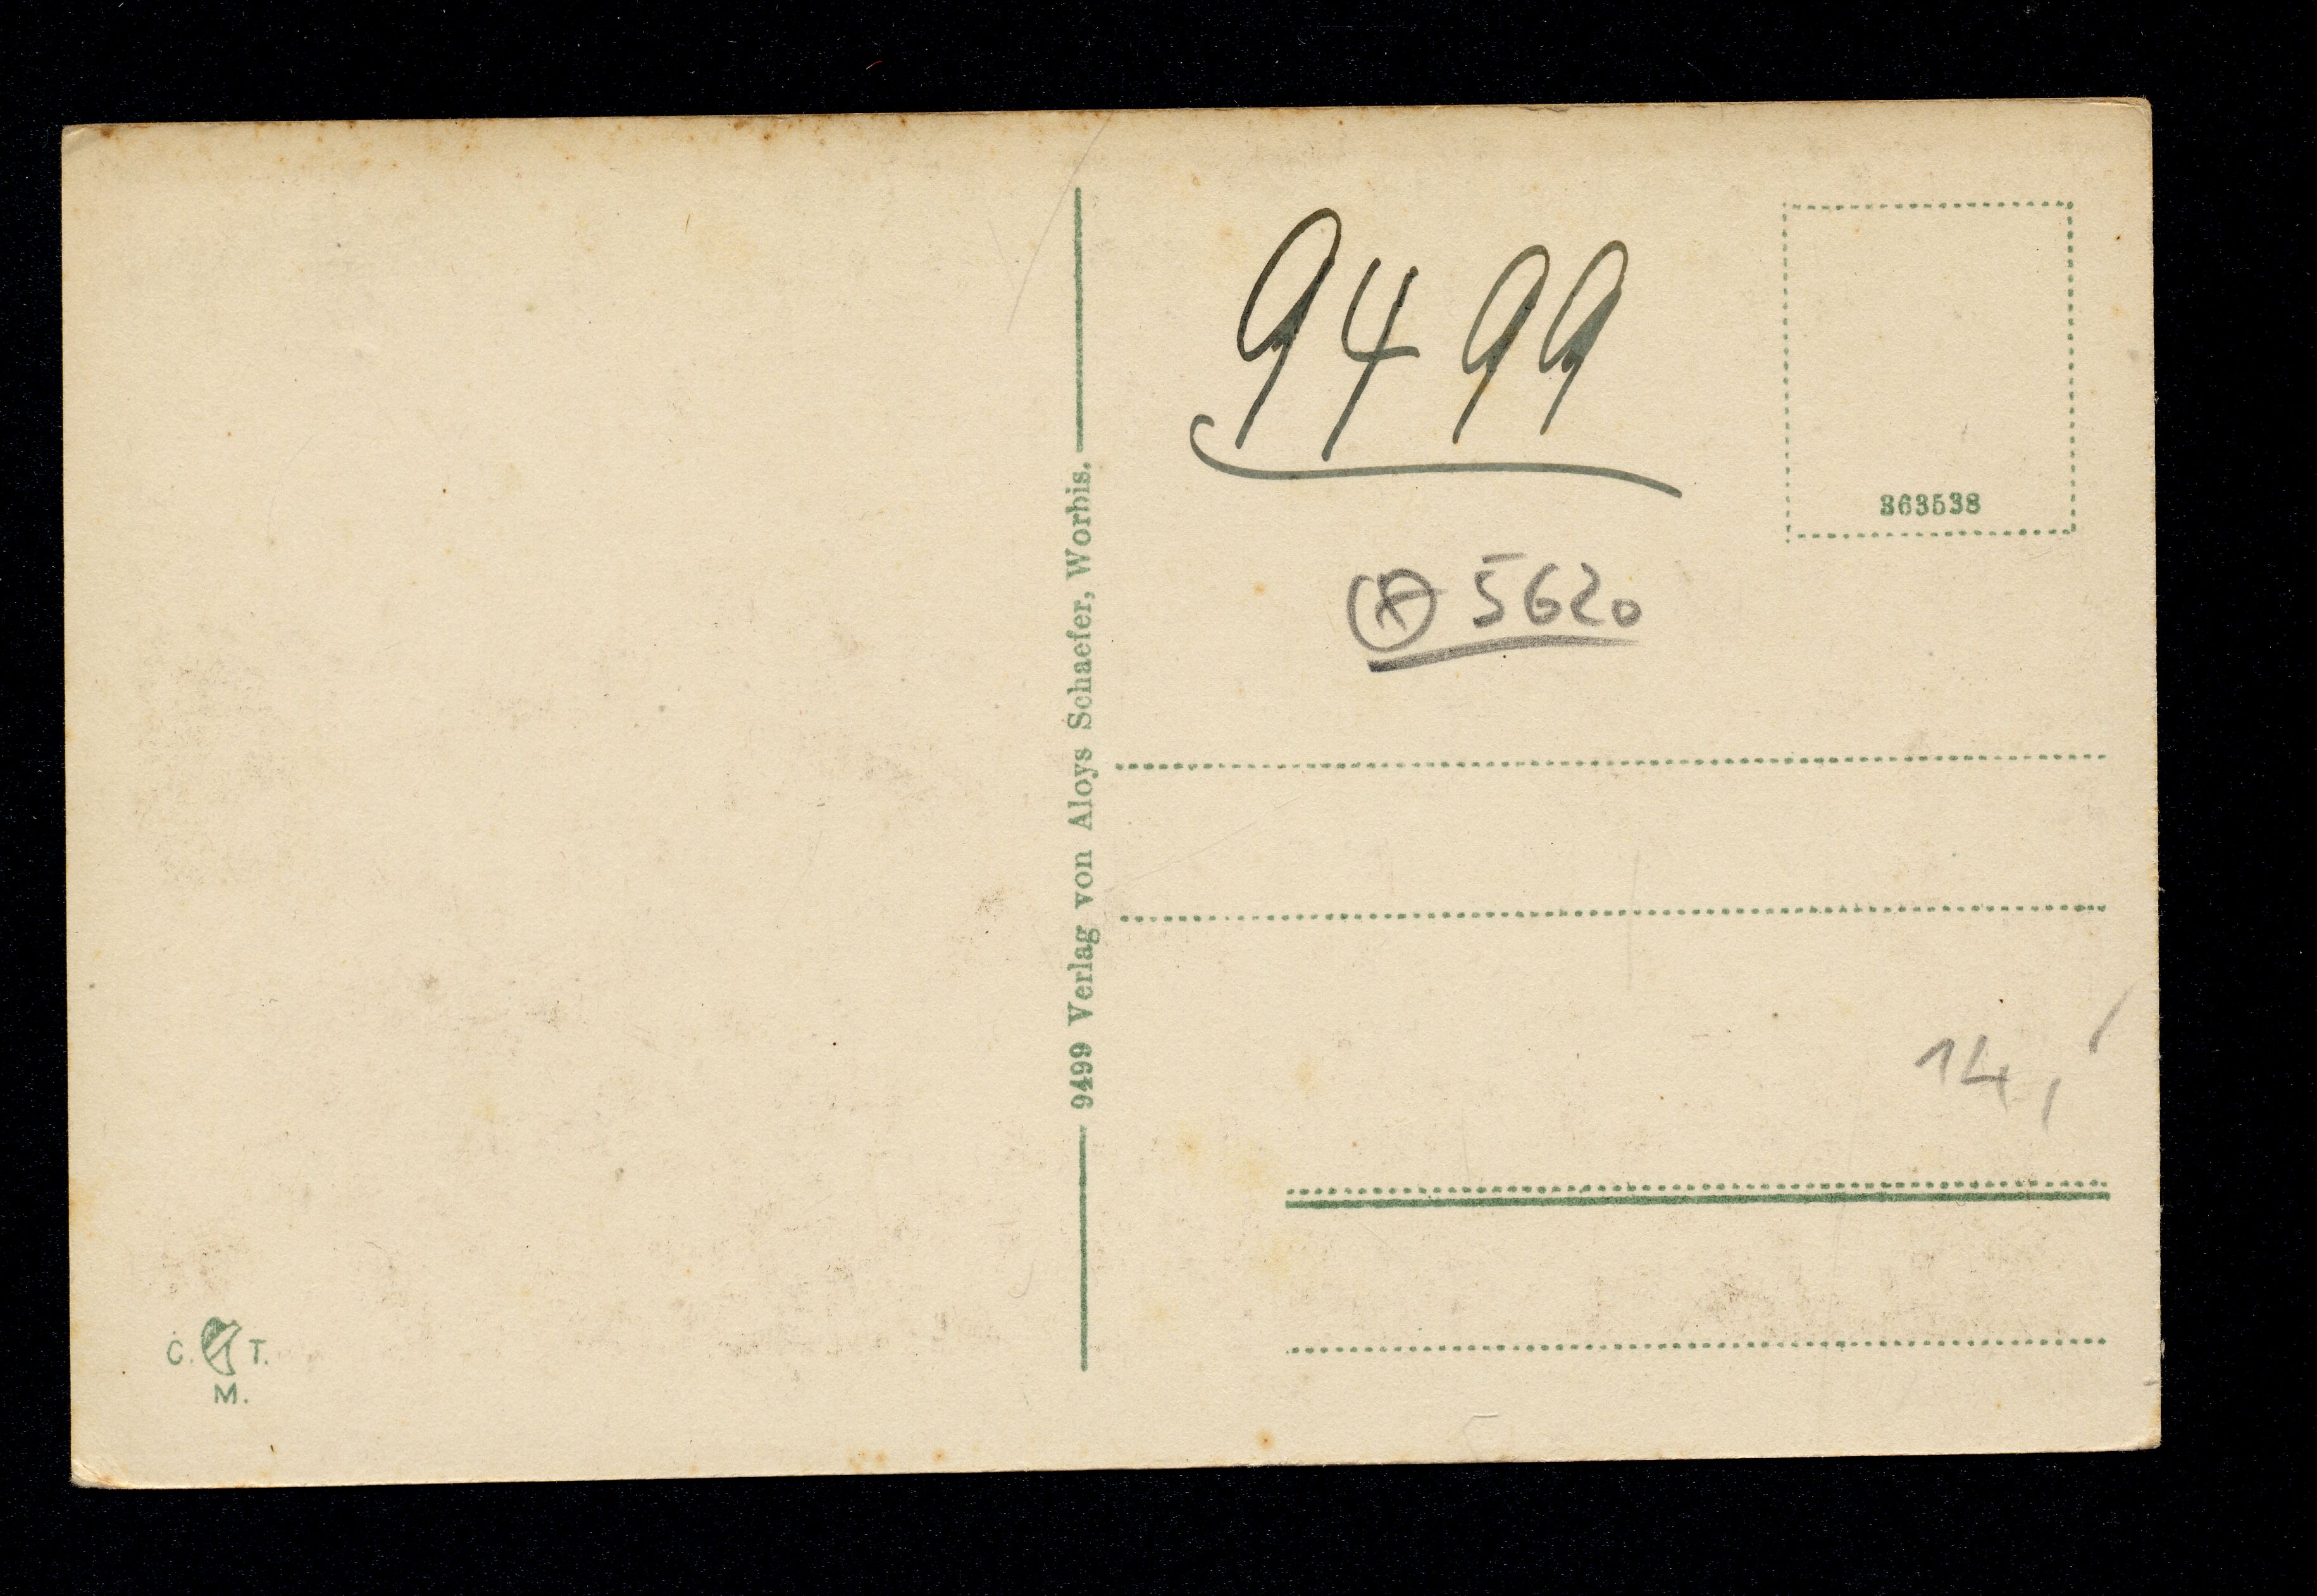 9499 Verlag von Aloys Schaefer, Worbis.
C. T.
M.
9499
363538
5620
14,